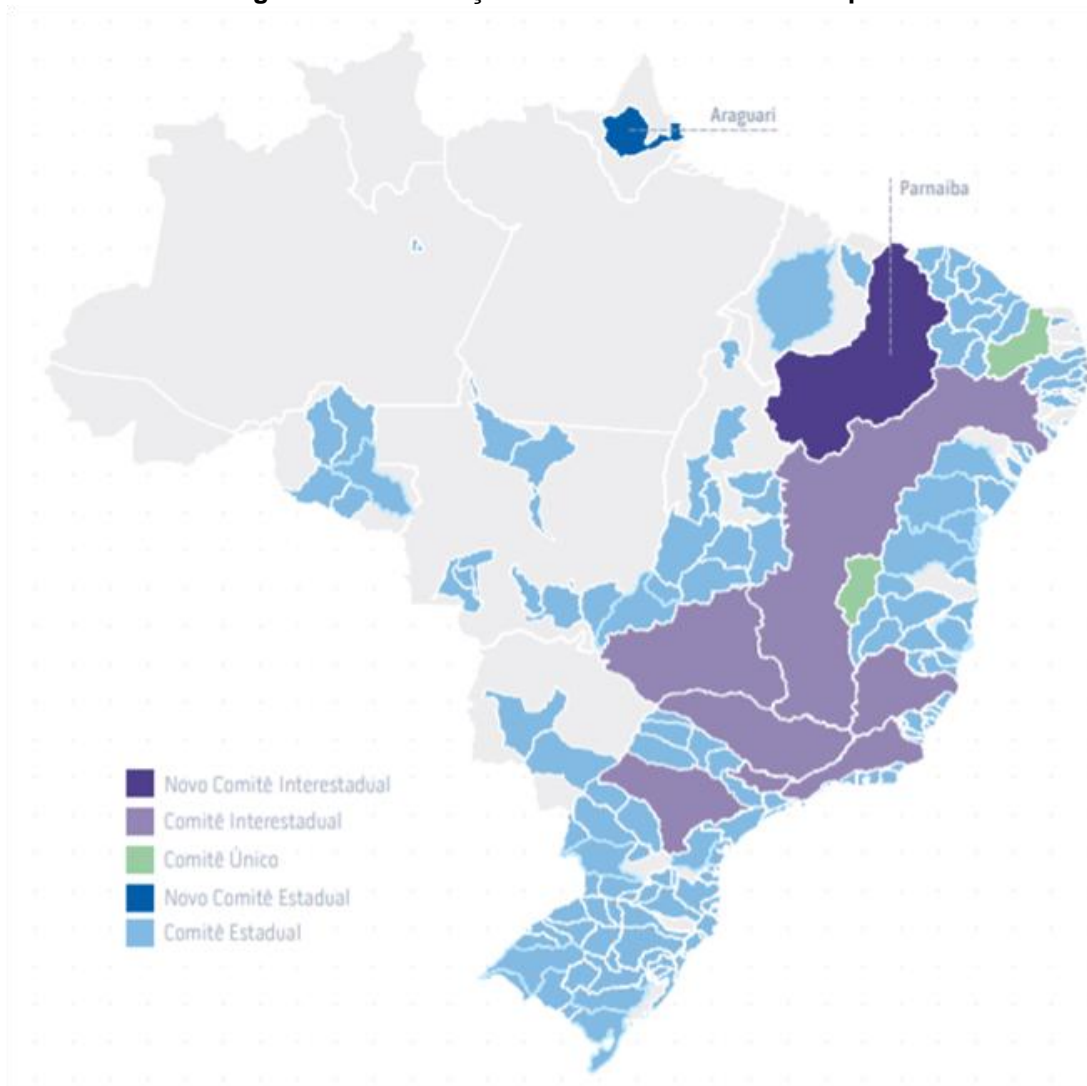 Araguari
Parnaíba
Novo Comitê Interestadual
Comitê Interestadual
Comitê Único
Novo Comitê Estadual
Comitê Estadual